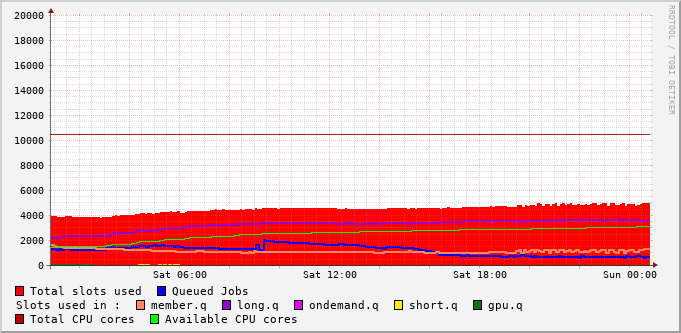 20000
18000
16000
14000
12000
10000
8000
6000
4000
2000
0
Sat 06:00 Sat 12:00 Sat 18:00 Sun 00:00
Total slots used Queued Jobs
Slots used in : member.q long.q ondemand.q short.q gpu.q
Total CPU cores Available CPU cores
RRDTOOL / TOBI OETIKER